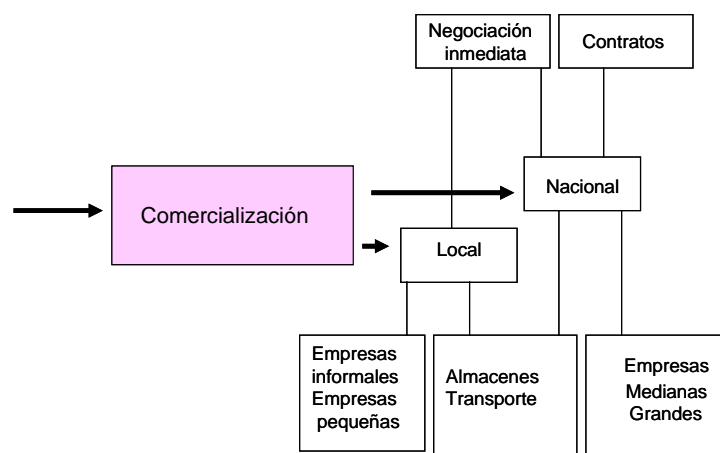 Negociación
inmediata
Contratos
Nacional
Comercialización
Local
Empresas
informales
Empresas
pequeñas
Almacenes
Transporte
Empresas
Medianas
Grandes